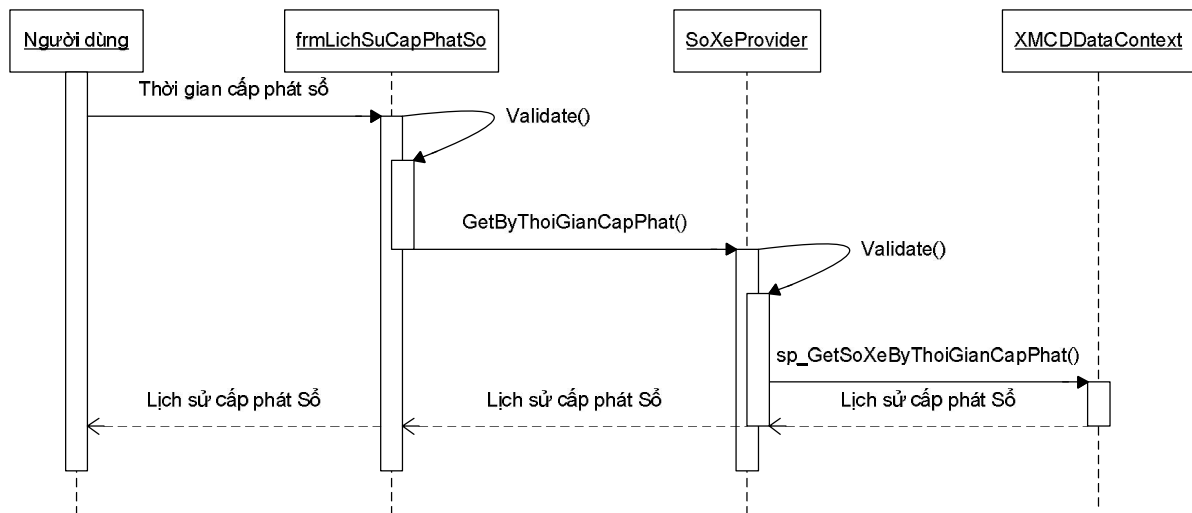 Người dùng
frmLichSuCapPhatSo
SoXeProvider
XMCDDataContext
Thời gian cấp phát sổ
Validate()
GetByThoiGianCapPhat()
Validate()
sp_GetSoXeByThoiGianCapPhat()
Lịch sử cấp phát Sổ
Lịch sử cấp phát Sổ
Lịch sử cấp phát Sổ